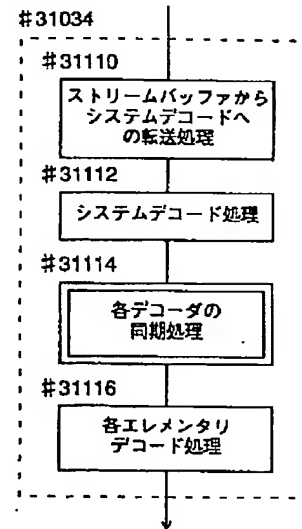 #31034
#31110
ストリームバッファから
システムデコードへ
の転送処理
#31112
システムデコード処理
#31114
各デコーダの
同期処理
#31116
各エレメンタリ
デコード処理